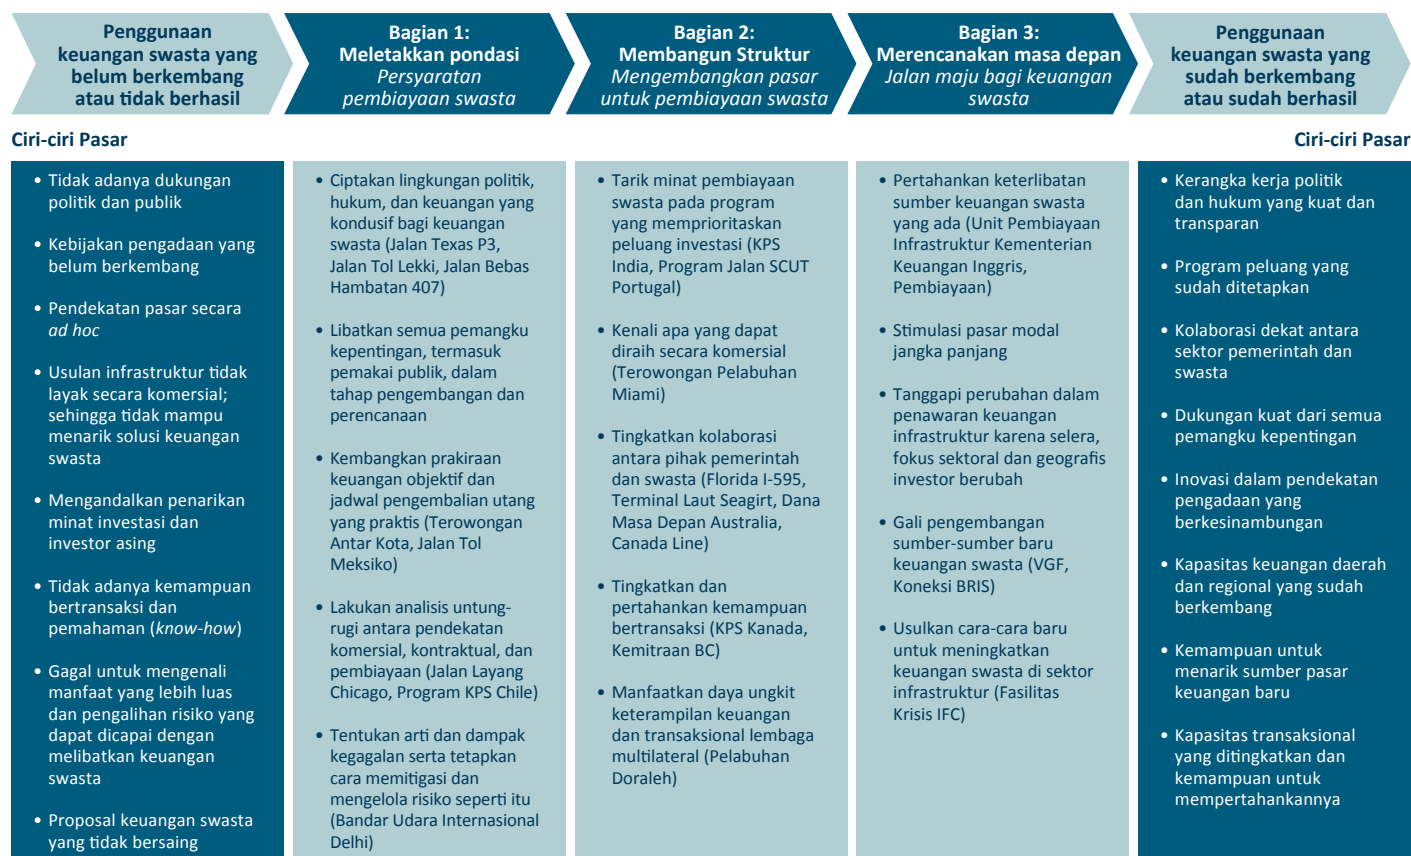 Penggunaan
keuangan swasta yang
belum berkembang
atau tidak berhasil
Bagian 1:
Meletakkan pondasi
Persyaratan
pembiayaan swasta
Bagian 2:
Membangun Struktur
Mengembangkan pasar
untuk pembiayaan swasta
Bagian 3:
Merencanakan masa depan
Jalan maju bagi keuangan
swasta
Penggunaan
keuangan swasta yang
sudah berkembang
atau sudah berhasil
Ciri-ciri Pasar
Ciri-ciri Pasar
• Tidak adanya dukungan
politik dan publik
• Kebijakan pengadaan yang
belum berkembang
• Pendekatan pasar secara
ad hoc
• Usulan infrastruktur tidak
layak secara komersial;
sehingga tidak mampu
menarik solusi keuangan
swasta
• Mengandalkan penarikan
minat investasi dan
investor asing
• Tidak adanya kemampuan
bertransaksi dan
pemahaman (know-how)
• Gagal untuk mengenali
manfaat yang lebih luas
dan pengalihan risiko yang
dapat dicapai dengan
melibatkan keuangan
swasta
• Proposal keuangan swasta
yang tidak bersaing
• Ciptakan lingkungan politik,
hukum, dan keuangan yang
kondusif bagi keuangan
swasta (Jalan Texas P3,
Jalan Tol Lekki, Jalan Bebas
Hambatan 407)
• Libatkan semua pemangku
kepentingan, termasuk
pemakai publik, dalam
tahap pengembangan dan
perencanaan
• Kembangkan prakiraan
keuangan objektif dan
jadwal pengembalian utang
yang praktis (Terowongan
Antar Kota, Jalan Tol
Meksiko)
• Lakukan analisis untung-
rugi antara pendekatan
komersial, kontraktual, dan
pembiayaan (Jalan Layang
Chicago, Program KPS Chile)
• Tentukan arti dan dampak
kegagalan serta tetapkan
cara memitigasi dan
mengelola risiko seperti itu
(Bandar Udara Internasional
Delhi)
• Tarik minat pembiayaan
swasta pada program
yang memprioritaskan
peluang investasi (KPS
India, Program Jalan SCUT
Portugal)
• Kenali apa yang dapat
diraih secara komersial
(Terowongan Pelabuhan
Miami)
• Tingkatkan kolaborasi
antara pihak pemerintah
dan swasta (Florida I-595,
Terminal Laut Seagirt, Dana
Masa Depan Australia,
Canada Line)
• Tingkatkan dan
pertahankan kemampuan
bertransaksi (KPS Kanada,
Kemitraan BC)
• Manfaatkan daya ungkit
keterampilan keuangan
dan transaksional lembaga
multilateral (Pelabuhan
Doraleh)
• Pertahankan keterlibatan
sumber keuangan swasta
yang ada (Unit Pembiayaan
Infrastruktur Kementerian
Keuangan Inggris,
Pembiayaan)
• Stimulasi pasar modal
jangka panjang
• Tanggapi perubahan dalam
penawaran keuangan
infrastruktur karena selera,
fokus sektoral dan geografis
investor berubah
• Gali pengembangan
sumber-sumber baru
keuangan swasta (VGF,
Koneksi BRIS)
• Usulkan cara-cara baru
untuk meningkatkan
keuangan swasta di sektor
infrastruktur (Fasilitas
Krisis IFC)
• Kerangka kerja politik
dan hukum yang kuat dan
transparan
• Program peluang yang
sudah ditetapkan
• Kolaborasi dekat antara
sektor pemerintah dan
swasta
• Dukungan kuat dari semua
pemangku kepentingan
• Inovasi dalam pendekatan
pengadaan yang
berkesinambungan
• Kapasitas keuangan daerah
dan regional yang sudah
berkembang
• Kemampuan untuk
menarik sumber pasar
keuangan baru
• Kapasitas transaksional
yang ditingkatkan dan
kemampuan untuk
mempertahankannya